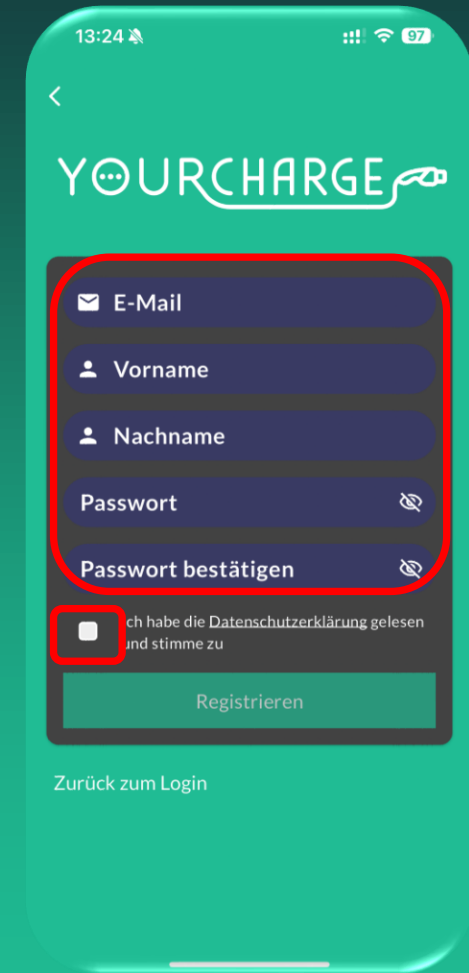 13:24
97
YOURCHARGE
E-Mail
Vorname
Nachname
Passwort
Passwort bestätigen
ch habe die Datenschutzerklärung gelesen
und stimme zu
Registrieren
Zurück zum Login